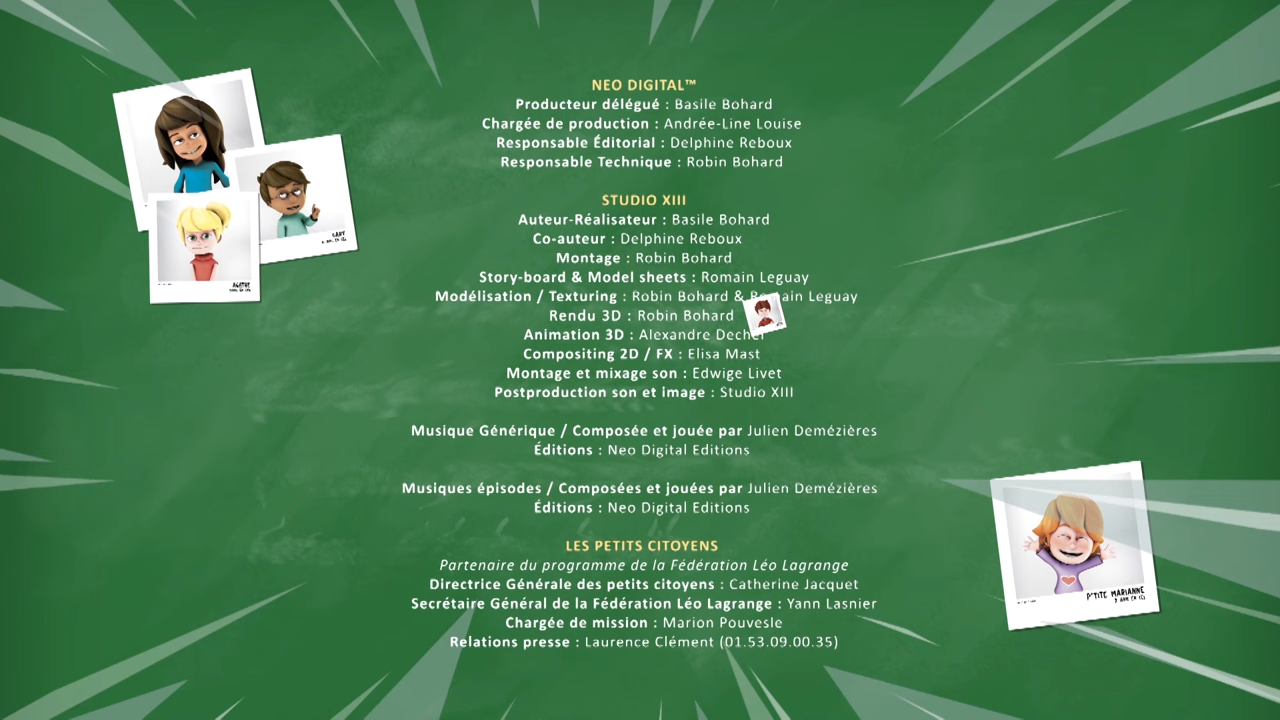 NEO DIGITAL™
Producteur délégué : Basile Bohard
Chargée de production : Andrée-Line Louise
Responsable Éditorial : Delphine Reboux
Responsable Technique : Robin Bohard
STUDIO XIII
Auteur-Réalisateur : Basile Bohard
Co-auteur : Delphine Reboux
Montage : Robin Bohard
Story-board & Model sheets : Romain Leguay
Modélisation / Texturing : Robin Bohard & Romain Leguay
Rendu 3D : Robin Bohard
Animation 3D : Alexandre
Compositing 2D / FX : Elisa Mast
Montage et mixage son : Edwige Livet
Postproduction son et image : Studio XIII
Musique Générique / Composée et jouée par Julien Demézières
Éditions : Neo Digital Editions
Musiques épisodes / Composées et jouées par Julien Demézières
Éditions : Neo Digital Editions
LES PETITS CITOYENS
Partenaire du programme de la Fédération Léo Lagrange
Directrice Générale des petits citoyens : Catherine Jacquet
Secrétaire Général de la Fédération Léo Lagrange : Yann Lasnier
Chargée de mission : Marion Pouvesle
Relations presse : Laurence Clément (01.53.09.00.35)
GABY
AGATHE
P'TITE MARIANNE